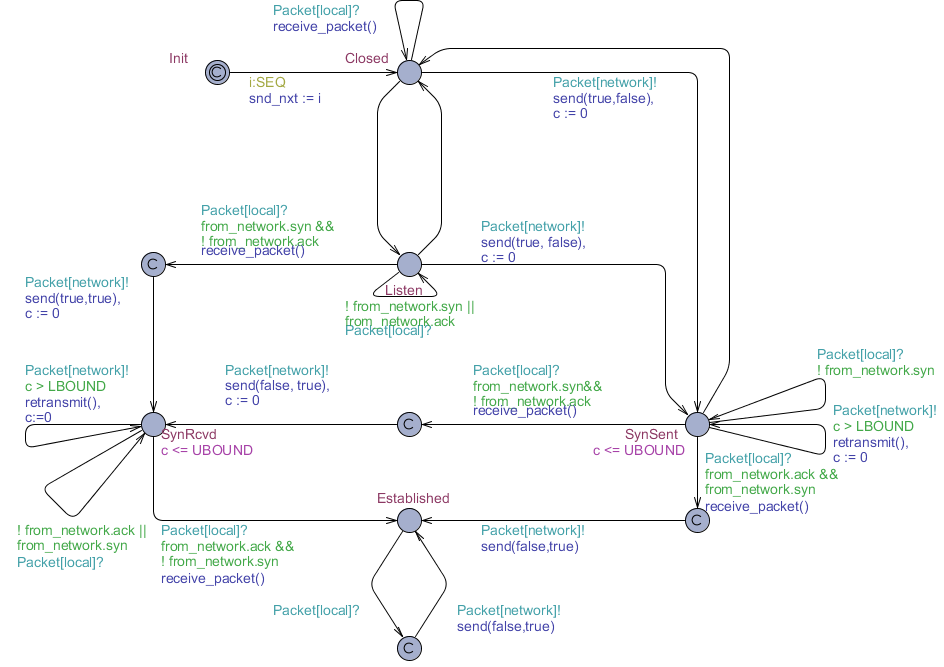 Packet[local]?
receive_packet()
Init
Closed
C
i:SEQ
snd_nxt := i
Packet[network]!
send(true,false),
c := 0
Packet[local]?
from_network.syn &&
! from_network.ack
receive_packet()
Packet[network]!
send(true, false),
c := 0
C
Listen
! from_network.syn ||
from_network.ack
Packet[local]?
Packet[network]!
send(true,true),
c := 0
Packet[network]!
c > LBOUND
retransmit(),
c:=0
Packet[network]!
send(false, true),
c := 0
Packet[local]?
from_network.syn&&
! from_network.ack
receive_packet()
Packet[local]?
! from_network.syn
Packet[network]!
c > LBOUND
retransmit(),
c := 0
C
SynRcvd
c <= UBOUND
SynSent
c <= UBOUND
Packet[local]?
from_network.ack &&
from_network.syn
receive_packet()
Established
C
! from_network.ack ||
from_network.syn
Packet[local]?
Packet[local]?
from_network.ack &&
! from_network.syn
receive_packet()
Packet[network]!
send(false,true)
Packet[local]?
Packet[network]!
send(false,true)
C